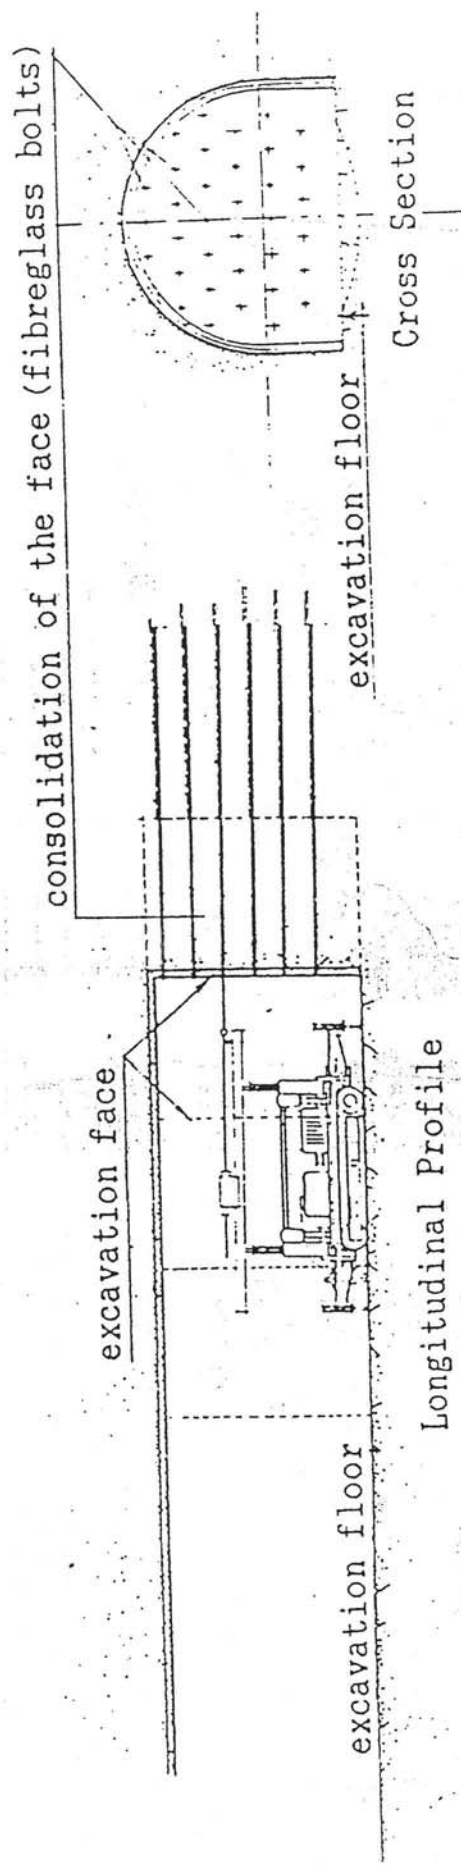 consolidation of the face (fibreglass bolts)
excavation face
excavation floor
Cross Section
excavation floor
Longitudinal Profile